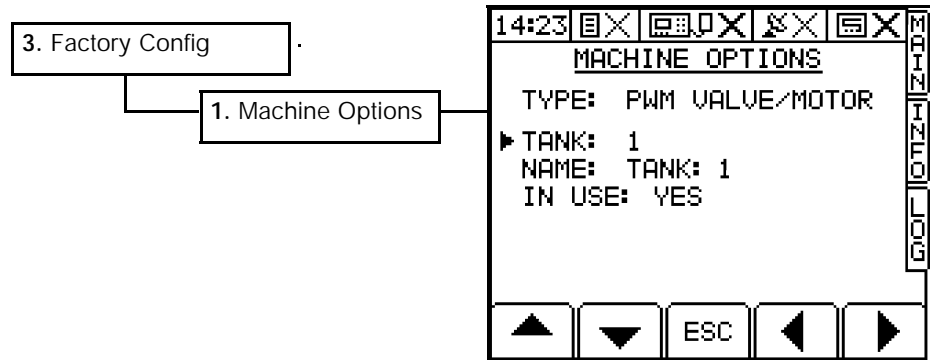 3. Factory Config
.
1. Machine Options
14:23
MACHINE OPTIONS
TYPE: PWM VALVE/MOTOR
TANK: 1
NAME: TANK: 1
IN USE: YES
MAIN
INFO
LOG
ESC